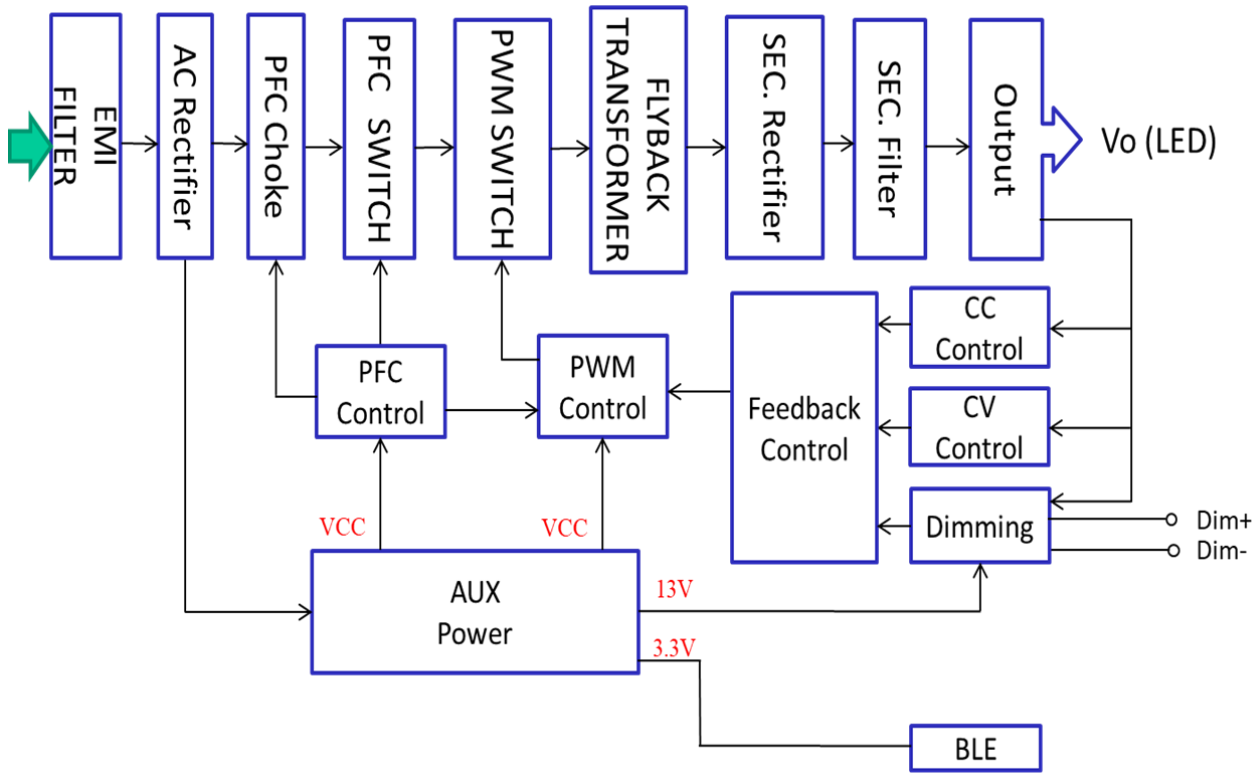 EMI
FILTER
AC Rectifier
PFC Choke
PFC SWITCH
PWM SWITCH
FLYBACK
TRANSFORMER
SEC. Rectifier
SEC. Filter
Output
Vo (LED)
PFC
Control
PWM
Control
Feedback
Control
CC
Control
CV
Control
Dimming
Dim+
Dim-
VCC
VCC
AUX
Power
13V
3.3V
BLE